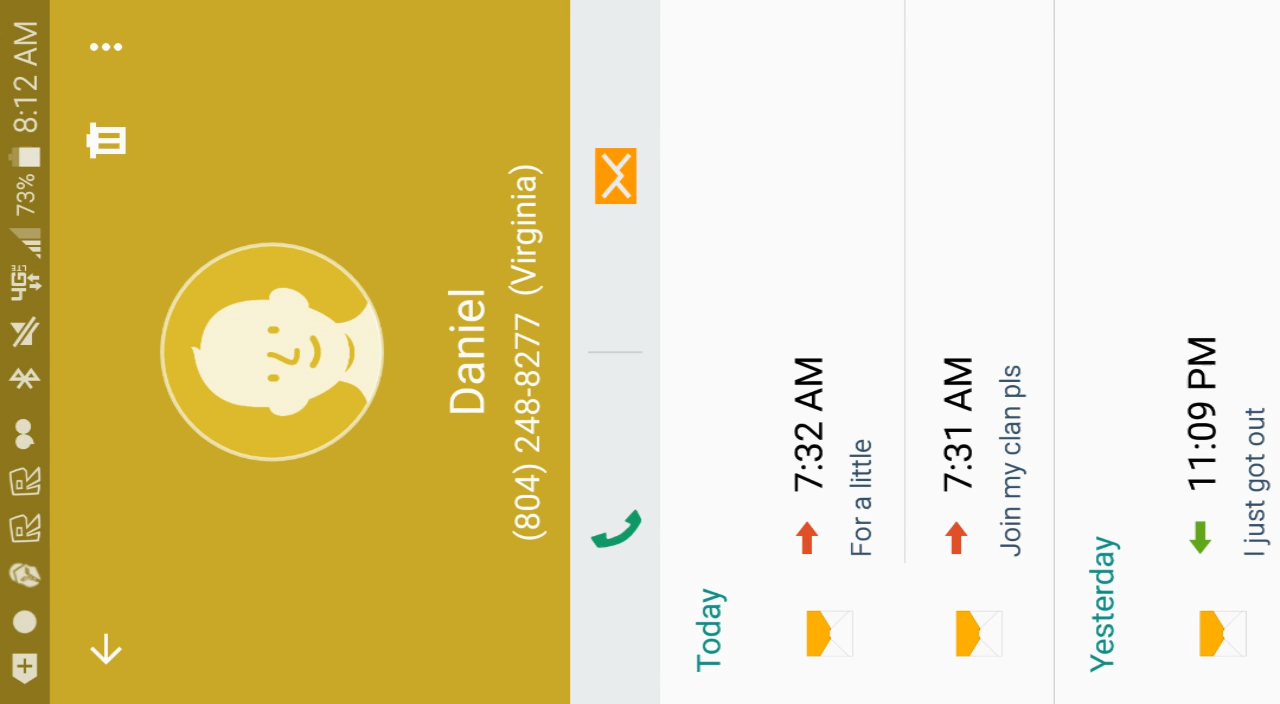 73% 8:12 AM
Daniel
(804) 248-8277 (Virginia)
Today
7:32 AM
For a little
7:31 AM
Join my clan pls
Yesterday
11:09 PM
I just got out